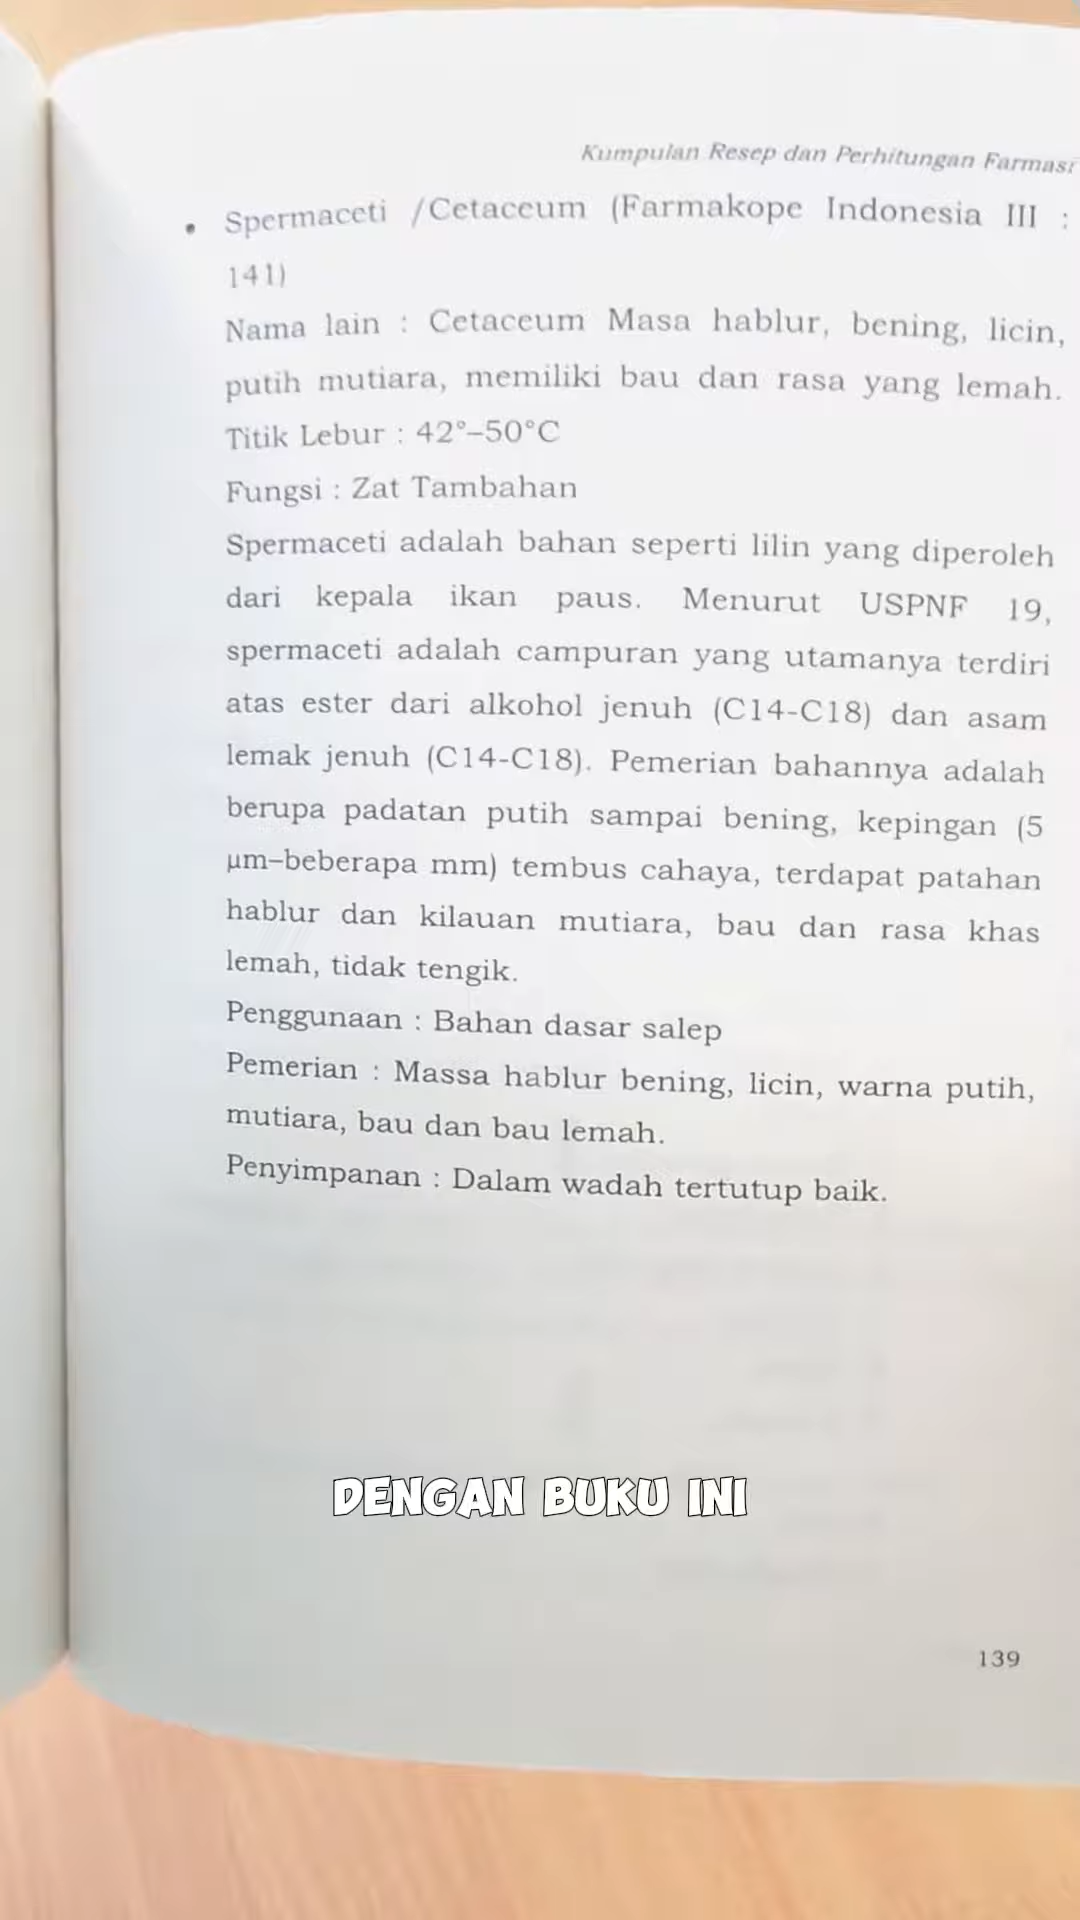 Kumpulan Resep dan Perhitungan Farmasi
• Spermaceti /Cetaceum (Farmakope Indonesia III :
141)
Nama lain : Cetaceum Masa hablur, bening, licin,
putih mutiara, memiliki bau dan rasa yang lemah.
Titik Lebur : 42°–50°C
Fungsi : Zat Tambahan
Spermaceti adalah bahan seperti lilin yang diperoleh
dari kepala ikan paus. Menurut USPNF 19,
spermaceti adalah campuran yang utamanya terdiri
atas ester dari alkohol jenuh (C14-C18) dan asam
lemak jenuh (C14-C18). Pemerian bahannya adalah
berupa padatan putih sampai bening, kepingan (5
µm–beberapa mm) tembus cahaya, terdapat patahan
hablur dan kilauan mutiara, bau dan rasa khas
lemah, tidak tengik.
Penggunaan : Bahan dasar salep
Pemerian : Massa hablur bening, licin, warna putih,
mutiara, bau dan bau lemah.
Penyimpanan : Dalam wadah tertutup baik.
DENGAN BUKU INI
139